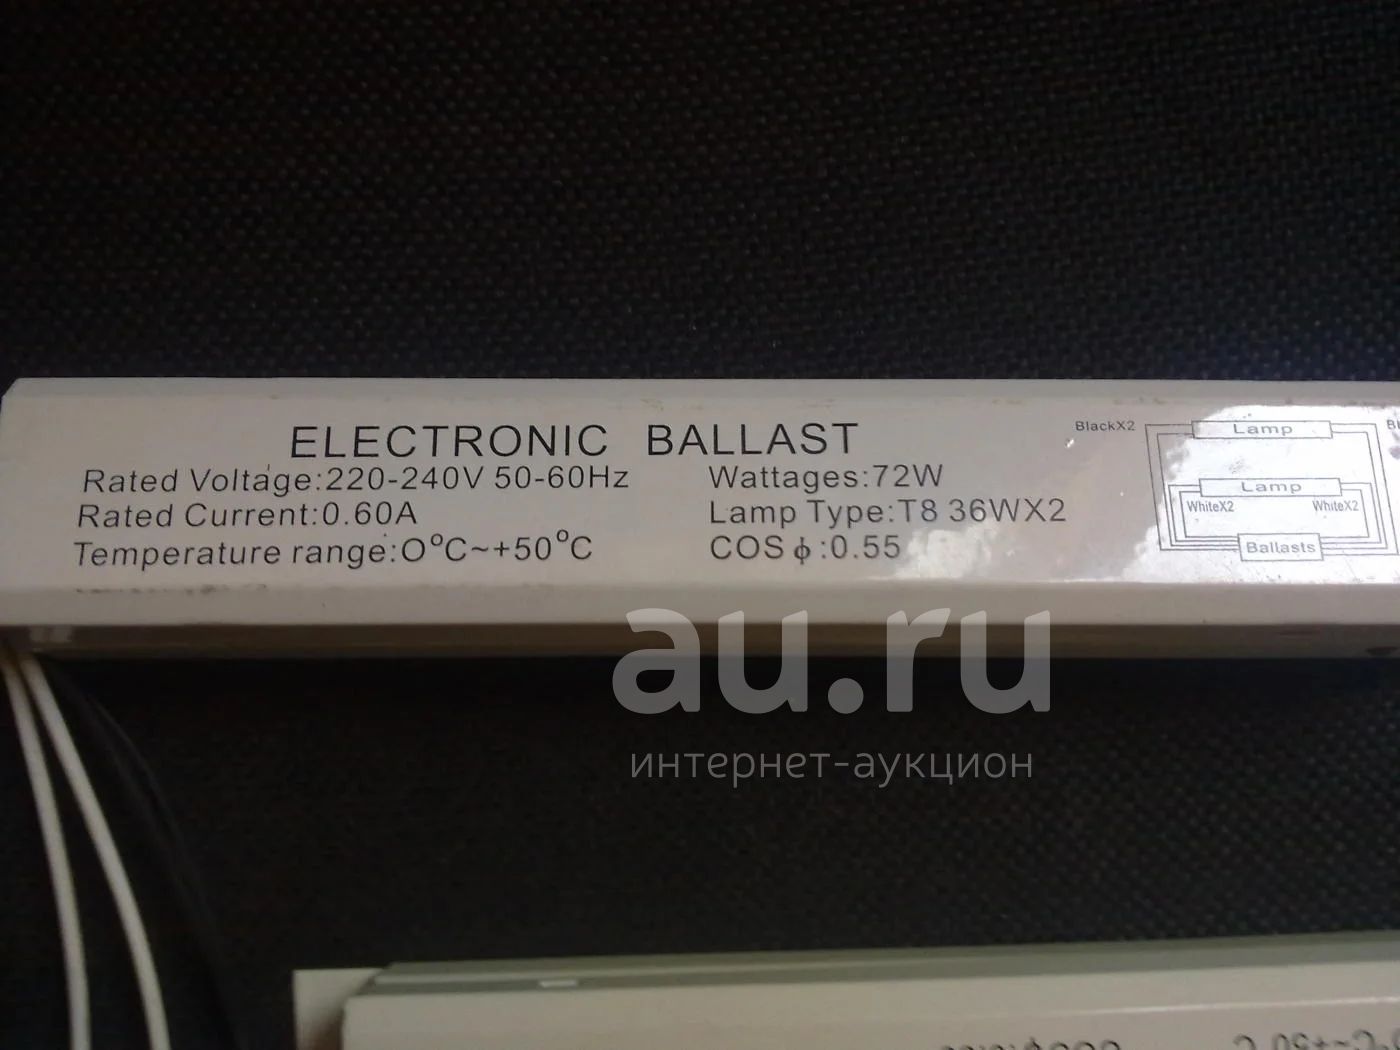 ELECTRONIC BALLAST
Rated Voltage:220-240V 50-60Hz
Rated Current:0.60A
Temperature range:O°C~+50°C
Wattages:72W
Lamp Type:T8 36WX2
COS ϕ:0.55
BlackX2
Lamp
Lamp
WhiteX2
WhiteX2
Ballasts
au.ru
интернет-аукцион